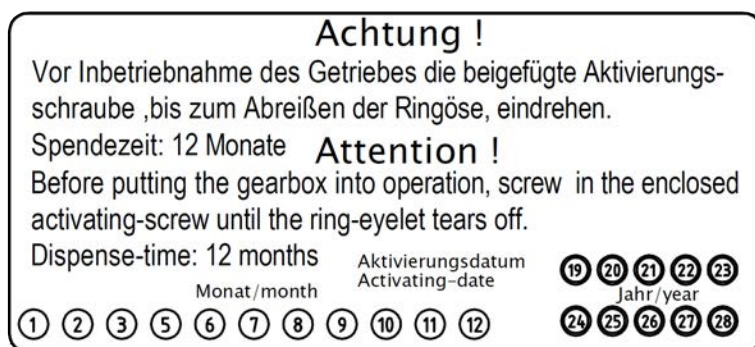 Achtung !
Vor Inbetriebnahme des Getriebes die beigefügte Aktivierungs-
schraube ,bis zum Abreißen der Ringöse, eindrehen.
Spendezeit: 12 Monate
Attention !
Before putting the gearbox into operation, screw in the enclosed
activating-screw until the ring-eyelet tears off.
Dispense-time: 12 months
Aktivierungsdatum
Activating-date
19 20 21 22 23
Monat/month
Jahr/year
1 2 3 5 6 7 8 9 10 11 12
24 25 26 27 28